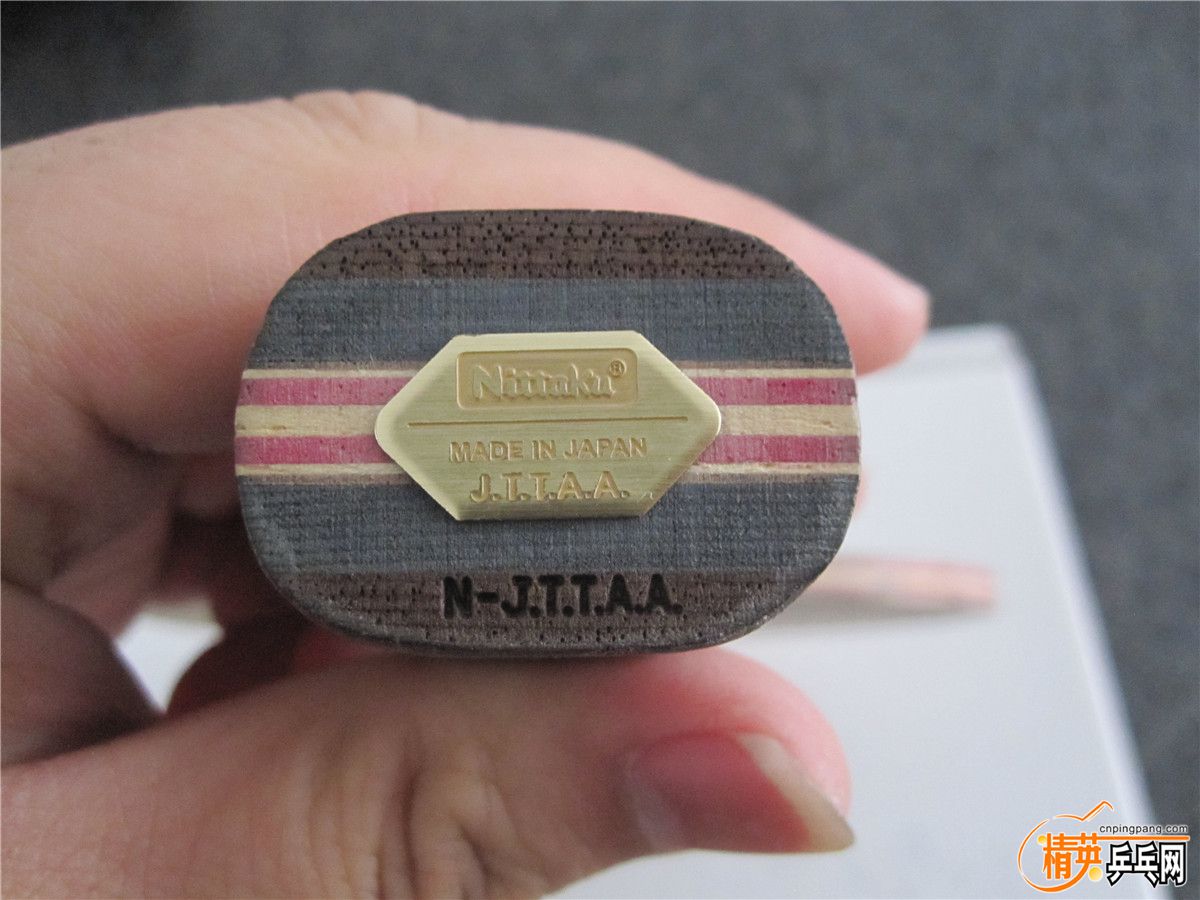 Nittaku®
MADE IN JAPAN
J.T.T.A.A.
N-J.T.T.A.A.
cnpingpang.com
精英乒乓网